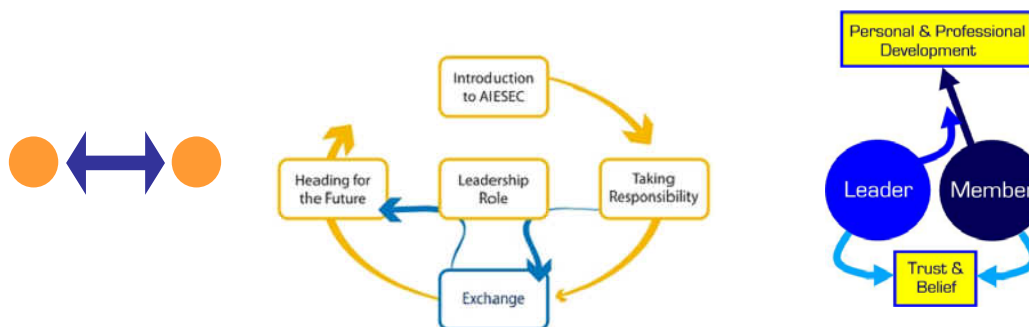 Introduction
to AIESEC
Heading for
the Future
Leadership
Role
Taking
Responsibility
Exchange
Personal & Professional
Development
Leader
Member
Trust &
Belief